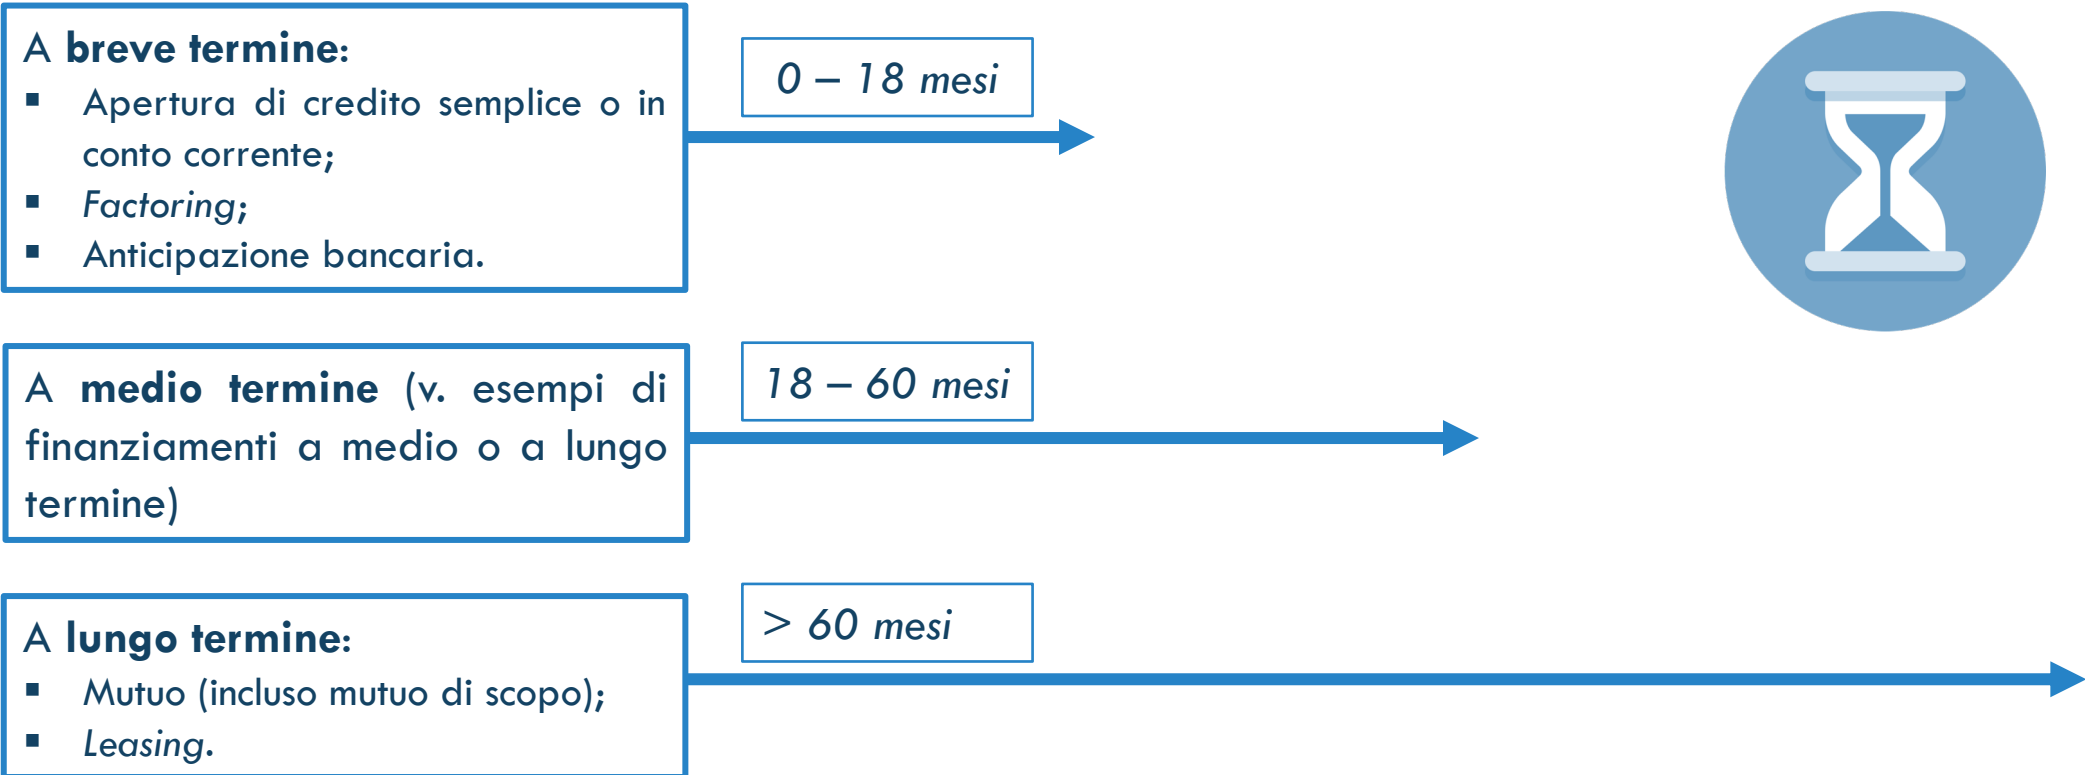 A breve termine:
▪ Apertura di credito semplice o in
conto corrente;
▪ Factoring;
▪ Anticipazione bancaria.
0 – 18 mesi
A medio termine (v. esempi di
finanziamenti a medio o a lungo
termine)
18 – 60 mesi
A lungo termine:
▪ Mutuo (incluso mutuo di scopo);
▪ Leasing.
> 60 mesi